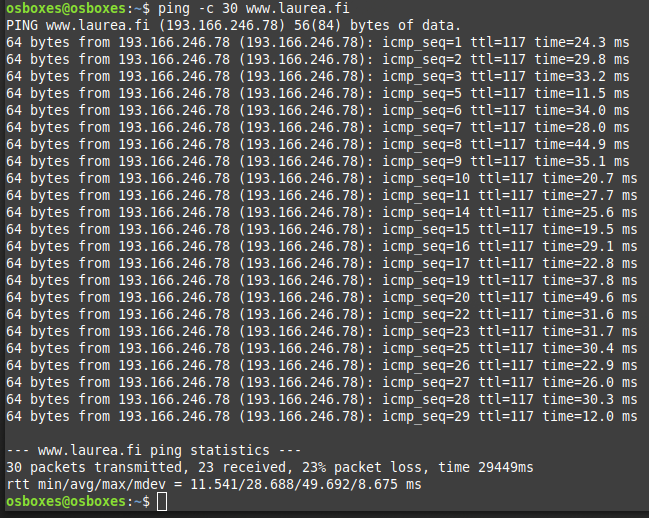 osboxes@osboxes:~$ ping -c 30 www.laurea.fi
PING www.laurea.fi (193.166.246.78) 56(84) bytes of data.
64 bytes from 193.166.246.78 (193.166.246.78): icmp_seq=1 ttl=117 time=24.3 ms
64 bytes from 193.166.246.78 (193.166.246.78): icmp_seq=2 ttl=117 time=29.8 ms
64 bytes from 193.166.246.78 (193.166.246.78): icmp_seq=3 ttl=117 time=33.2 ms
64 bytes from 193.166.246.78 (193.166.246.78): icmp_seq=5 ttl=117 time=11.5 ms
64 bytes from 193.166.246.78 (193.166.246.78): icmp_seq=6 ttl=117 time=34.0 ms
64 bytes from 193.166.246.78 (193.166.246.78): icmp_seq=7 ttl=117 time=28.0 ms
64 bytes from 193.166.246.78 (193.166.246.78): icmp_seq=8 ttl=117 time=44.9 ms
64 bytes from 193.166.246.78 (193.166.246.78): icmp_seq=9 ttl=117 time=35.1 ms
64 bytes from 193.166.246.78 (193.166.246.78): icmp_seq=10 ttl=117 time=20.7 ms
64 bytes from 193.166.246.78 (193.166.246.78): icmp_seq=11 ttl=117 time=27.7 ms
64 bytes from 193.166.246.78 (193.166.246.78): icmp_seq=14 ttl=117 time=25.6 ms
64 bytes from 193.166.246.78 (193.166.246.78): icmp_seq=15 ttl=117 time=19.5 ms
64 bytes from 193.166.246.78 (193.166.246.78): icmp_seq=16 ttl=117 time=29.1 ms
64 bytes from 193.166.246.78 (193.166.246.78): icmp_seq=17 ttl=117 time=22.8 ms
64 bytes from 193.166.246.78 (193.166.246.78): icmp_seq=19 ttl=117 time=37.8 ms
64 bytes from 193.166.246.78 (193.166.246.78): icmp_seq=20 ttl=117 time=49.6 ms
64 bytes from 193.166.246.78 (193.166.246.78): icmp_seq=22 ttl=117 time=31.6 ms
64 bytes from 193.166.246.78 (193.166.246.78): icmp_seq=23 ttl=117 time=31.7 ms
64 bytes from 193.166.246.78 (193.166.246.78): icmp_seq=25 ttl=117 time=30.4 ms
64 bytes from 193.166.246.78 (193.166.246.78): icmp_seq=26 ttl=117 time=22.9 ms
64 bytes from 193.166.246.78 (193.166.246.78): icmp_seq=27 ttl=117 time=26.0 ms
64 bytes from 193.166.246.78 (193.166.246.78): icmp_seq=28 ttl=117 time=30.3 ms
64 bytes from 193.166.246.78 (193.166.246.78): icmp_seq=29 ttl=117 time=12.0 ms

--- www.laurea.fi ping statistics ---
30 packets transmitted, 23 received, 23% packet loss, time 29449ms
rtt min/avg/max/mdev = 11.541/28.688/49.692/8.675 ms
osboxes@osboxes:~$